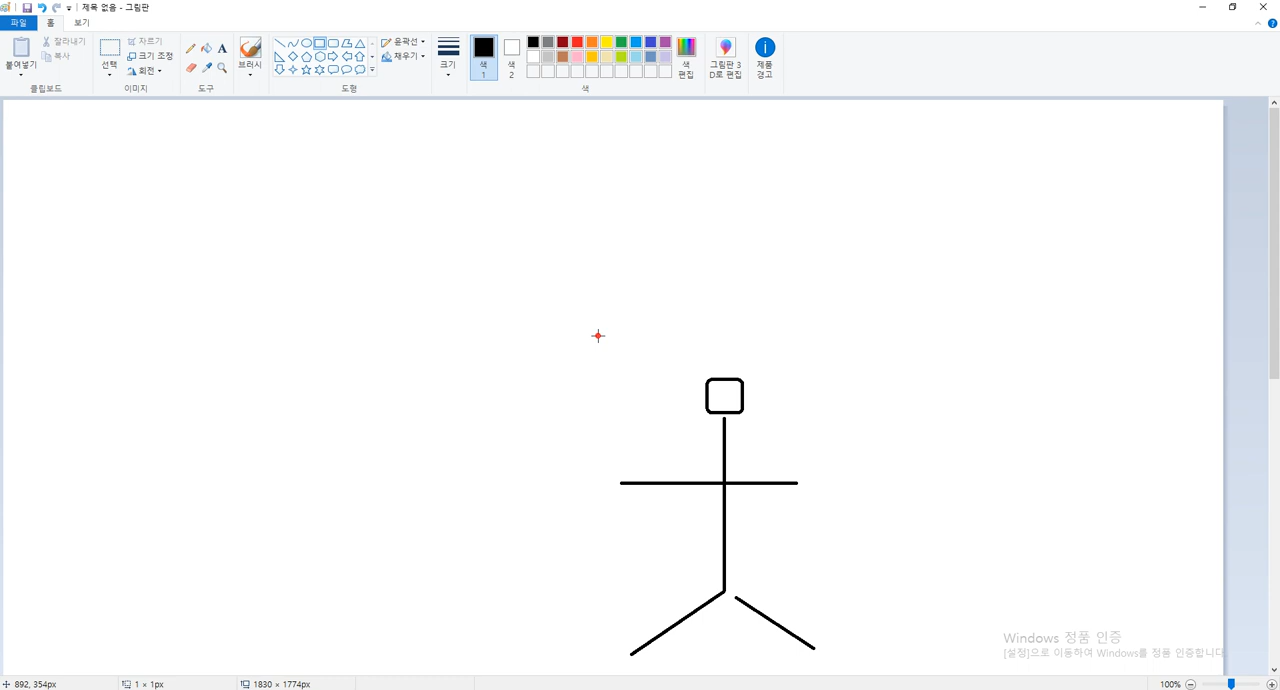 제목 없음 - 그림판
파일 홈 보기
붙여넣기
잘라내기
복사
클립보드
선택
자르기
크기 조정
회전
이미지
A
도구
브러시
윤곽선
채우기
도형
크기
색
1
색
2
색
편집
색
그림판 3
D로 편집
제품
경고
Windows 정품 인증
[설정]으로 이동하여 Windows를 정품 인증합니다
892, 354px 1 × 1px 1830 × 1774px 100%